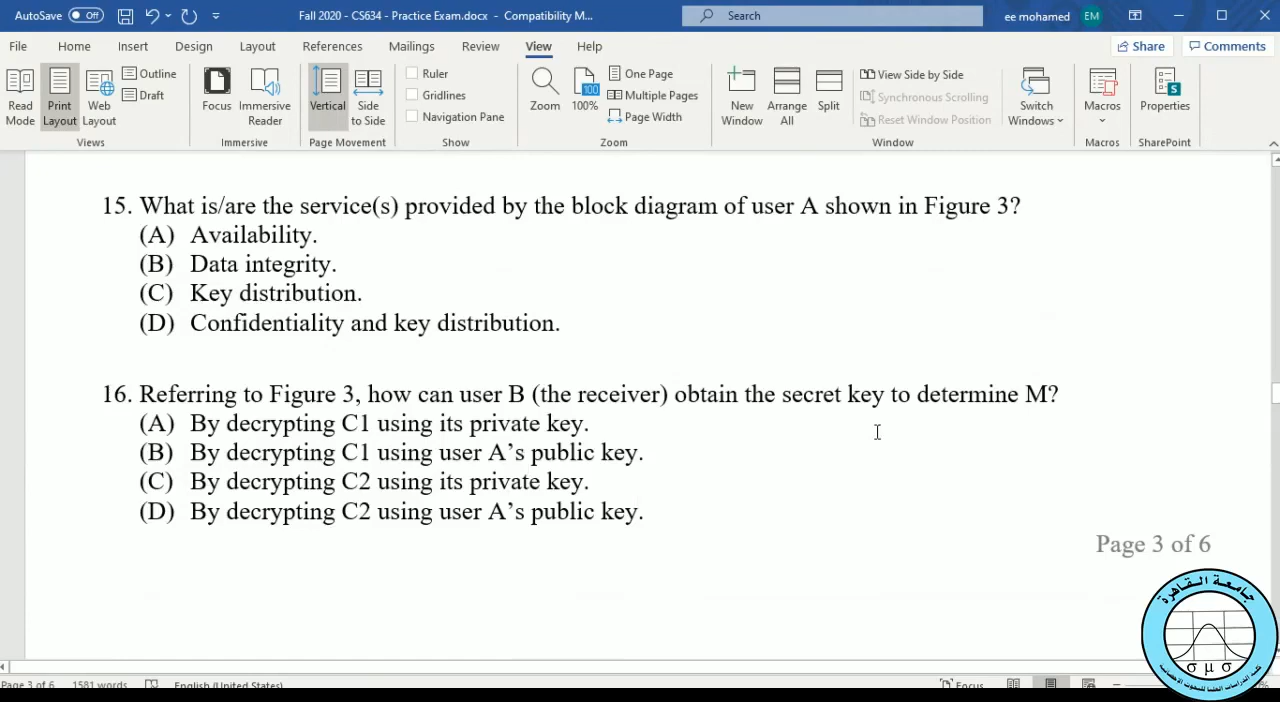 AutoSave Off Fall 2020 - CS634 - Practice Exam.docx - Compatibility M... Search ee mohamed EM
File Home Insert Design Layout References Mailings Review View Help Share Comments
Read Mode
Print Layout
Web Layout
Outline
Draft
Views
Focus
Immersive Reader
Immersive
Vertical
Side to Side
Page Movement
Ruler
Gridlines
Navigation Pane
Show
Zoom
100
100%
One Page
Multiple Pages
Page Width
Zoom
New Window
Arrange All
Split
View Side by Side
Synchronous Scrolling
Reset Window Position
Switch Windows
Window
Macros
Macros
Properties
SharePoint
15. What is/are the service(s) provided by the block diagram of user A shown in Figure 3?
(A) Availability.
(B) Data integrity.
(C) Key distribution.
(D) Confidentiality and key distribution.
16. Referring to Figure 3, how can user B (the receiver) obtain the secret key to determine M?
(A) By decrypting C1 using its private key.
(B) By decrypting C1 using user A’s public key.
(C) By decrypting C2 using its private key.
(D) By decrypting C2 using user A’s public key.
Page 3 of 6
جامعة القاهرة
σ μ σ
Page 3 of 6 1581 words English (United States) Focus